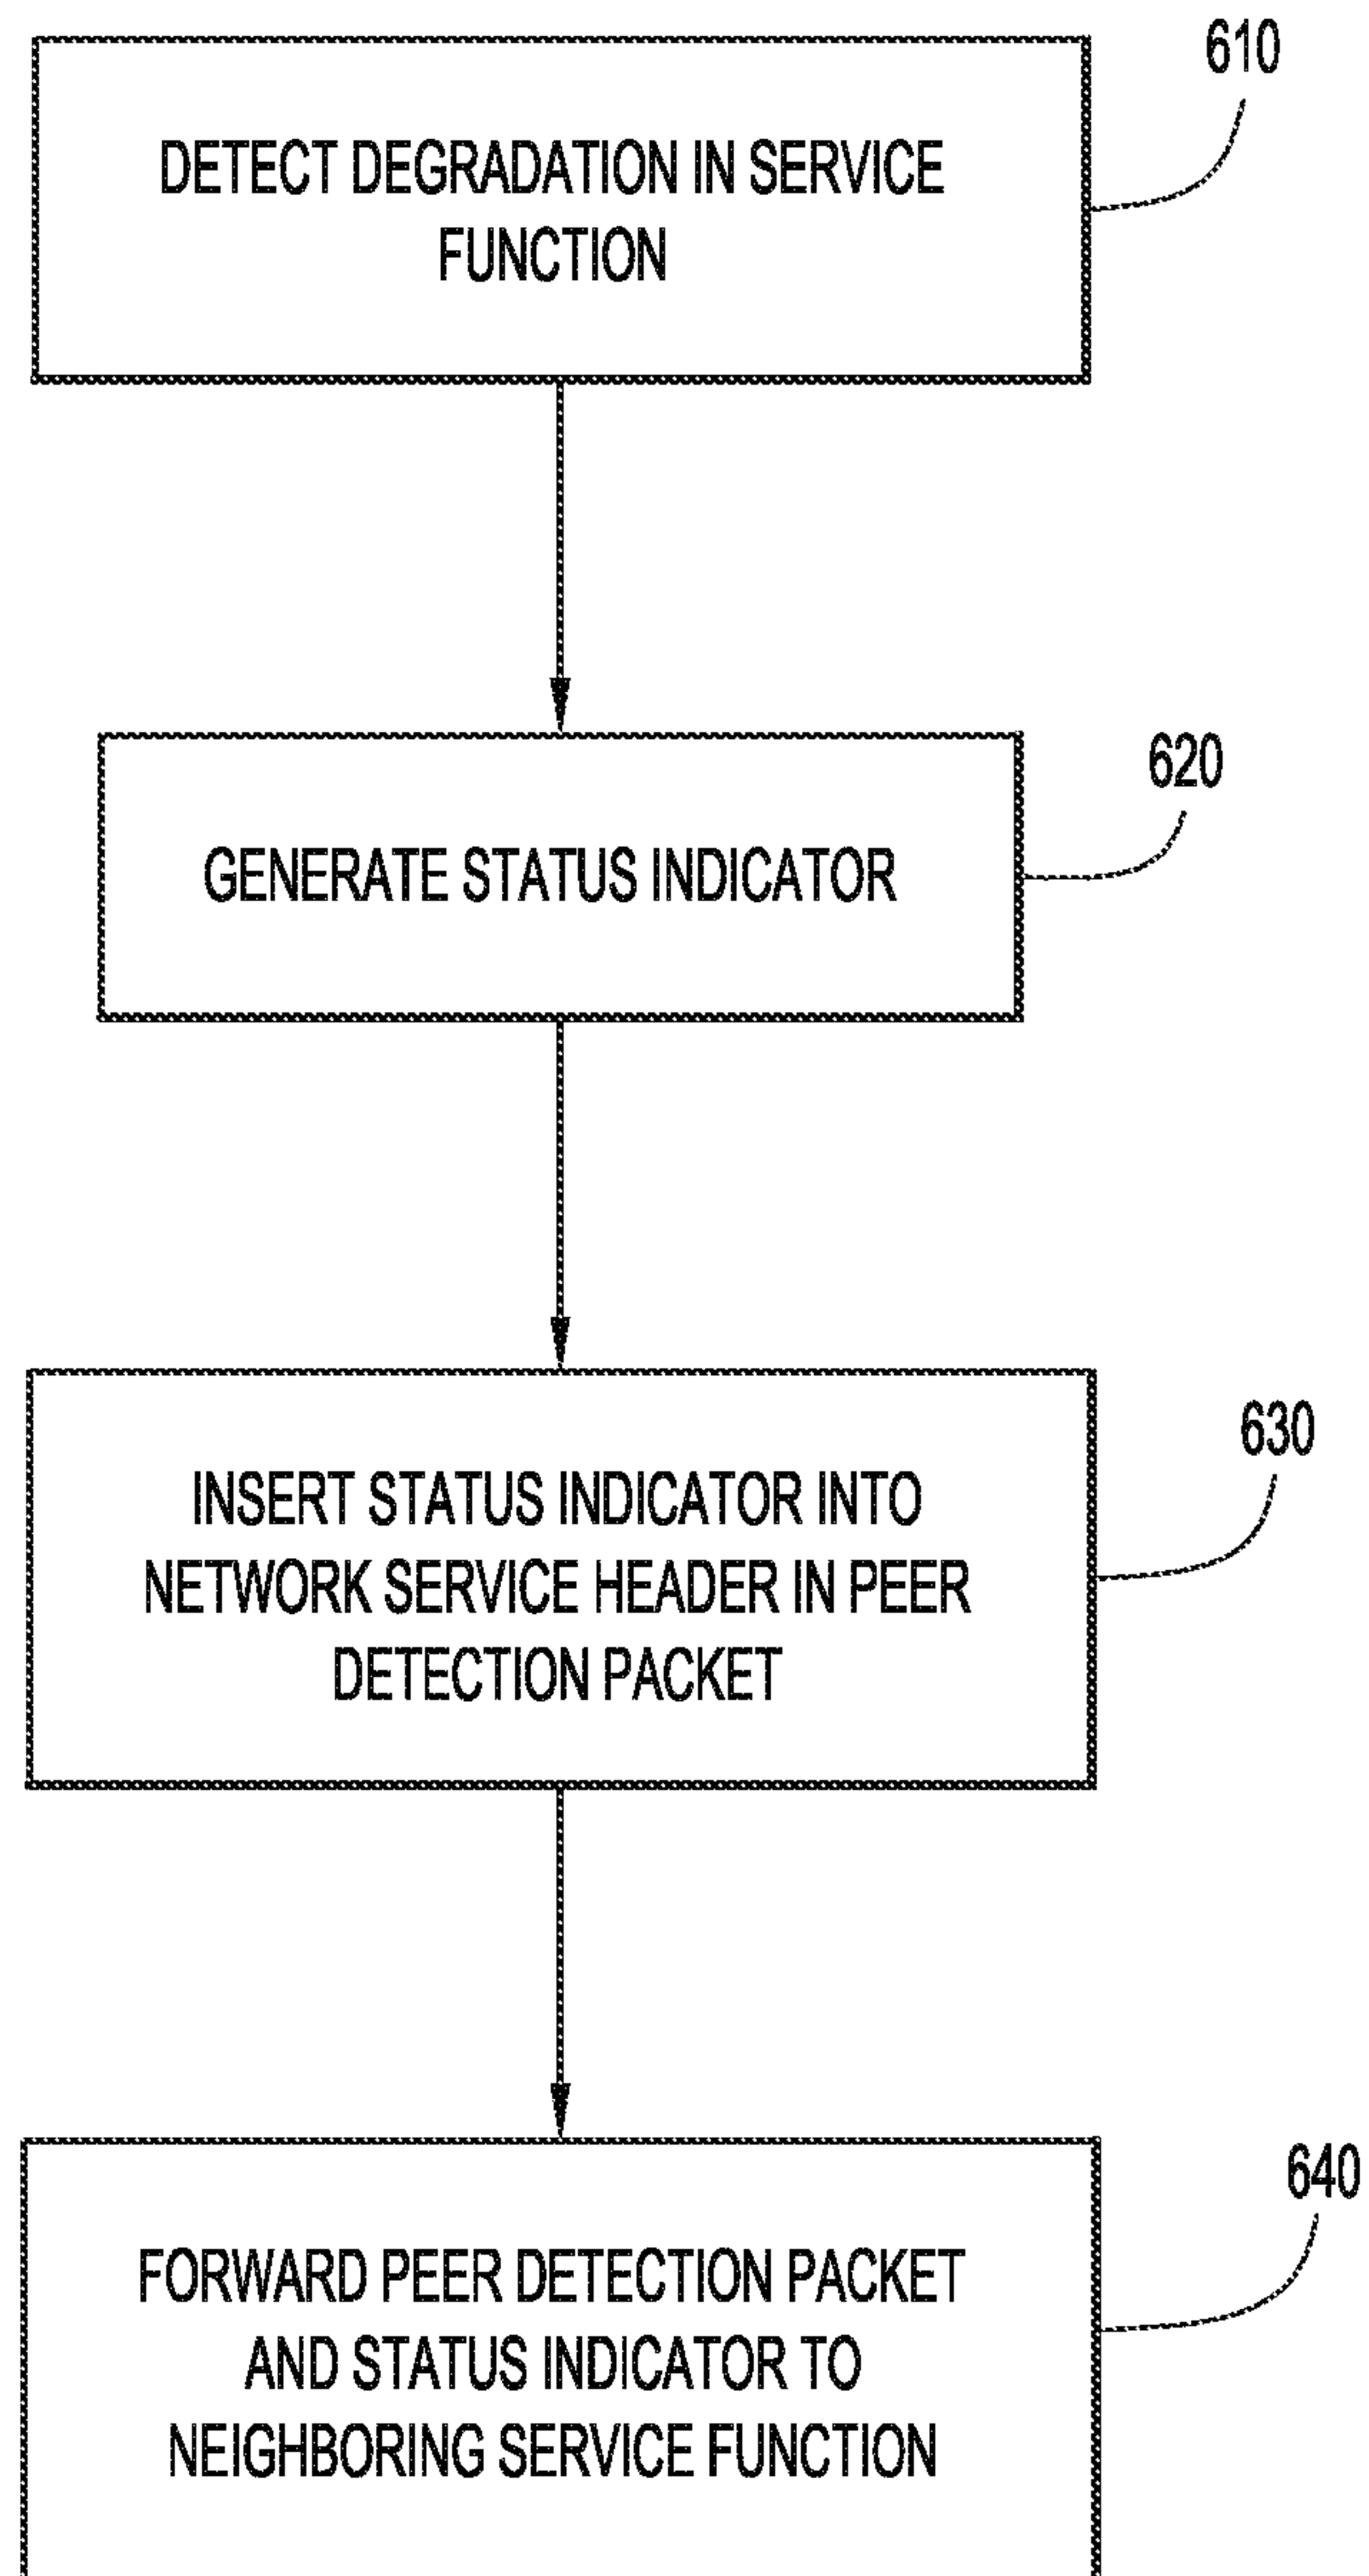 610
DETECT DEGRADATION IN SERVICE
FUNCTION
620
GENERATE STATUS INDICATOR
630
INSERT STATUS INDICATOR INTO
NETWORK SERVICE HEADER IN PEER
DETECTION PACKET
640
FORWARD PEER DETECTION PACKET
AND STATUS INDICATOR TO
NEIGHBORING SERVICE FUNCTION